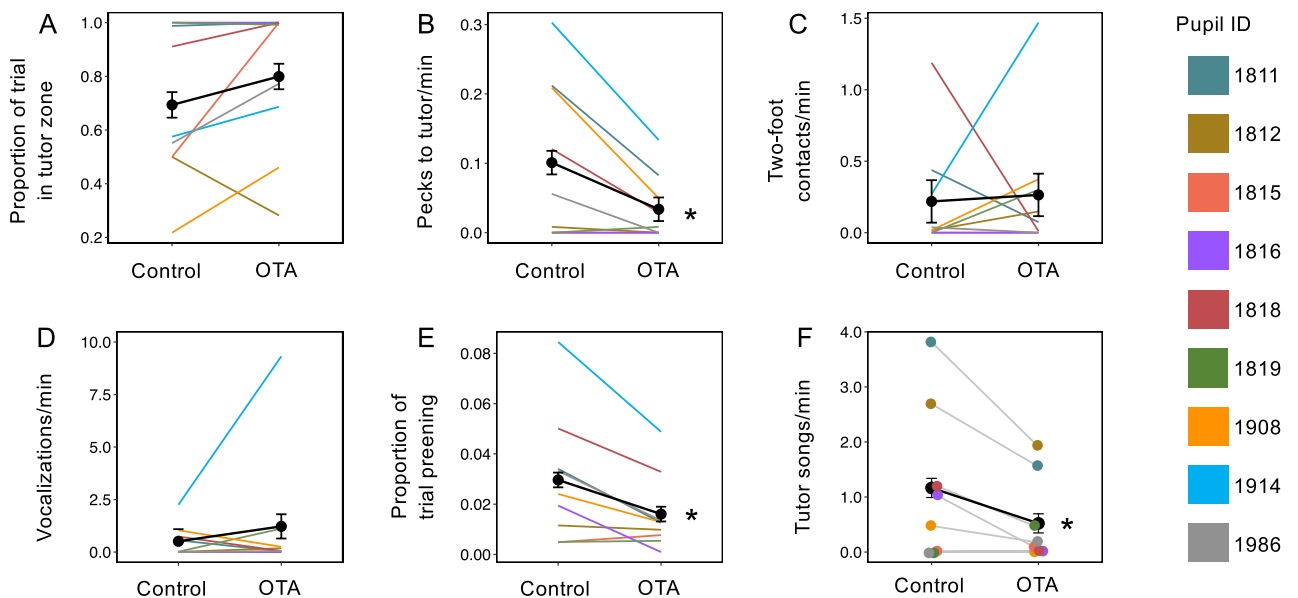 A
Proportion of trial
in tutor zone
1.0
0.8
0.6
0.4
0.2
Control
OTA
B
Pecks to tutor/min
0.3
0.2
0.1
0.0
*
Control
OTA
C
Two-foot
contacts/min
1.5
1.0
0.5
0.0
Control
OTA
Pupil ID
1811
1812
1815
1816
1818
1819
1908
1914
1986
D
Vocalizations/min
10.0
7.5
5.0
2.5
0.0
Control
OTA
E
Proportion of
trial preening
0.08
0.06
0.04
0.02
0.00
*
Control
OTA
F
Tutor songs/min
4.0
3.0
2.0
1.0
0.0
*
Control
OTA